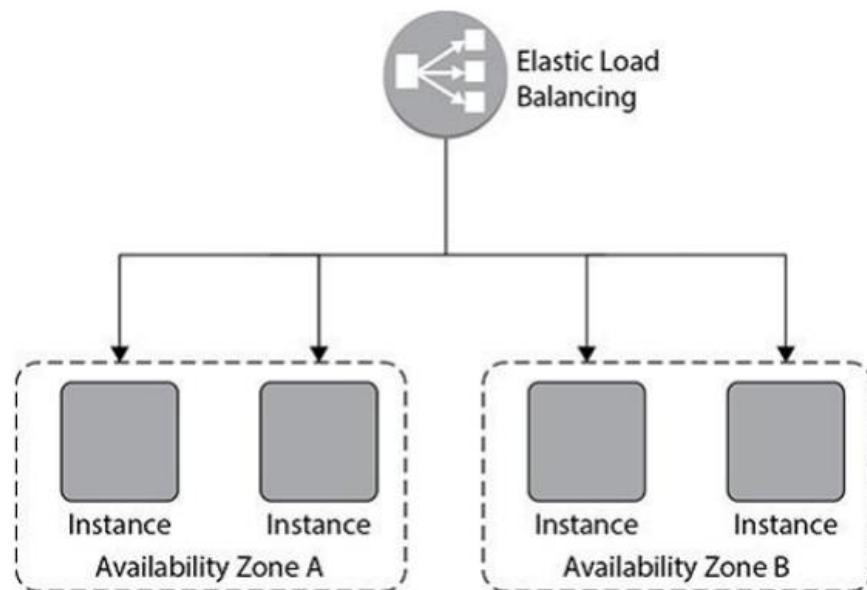 Elastic Load
Balancing
Instance
Instance
Instance
Instance
Availability Zone A
Availability Zone B